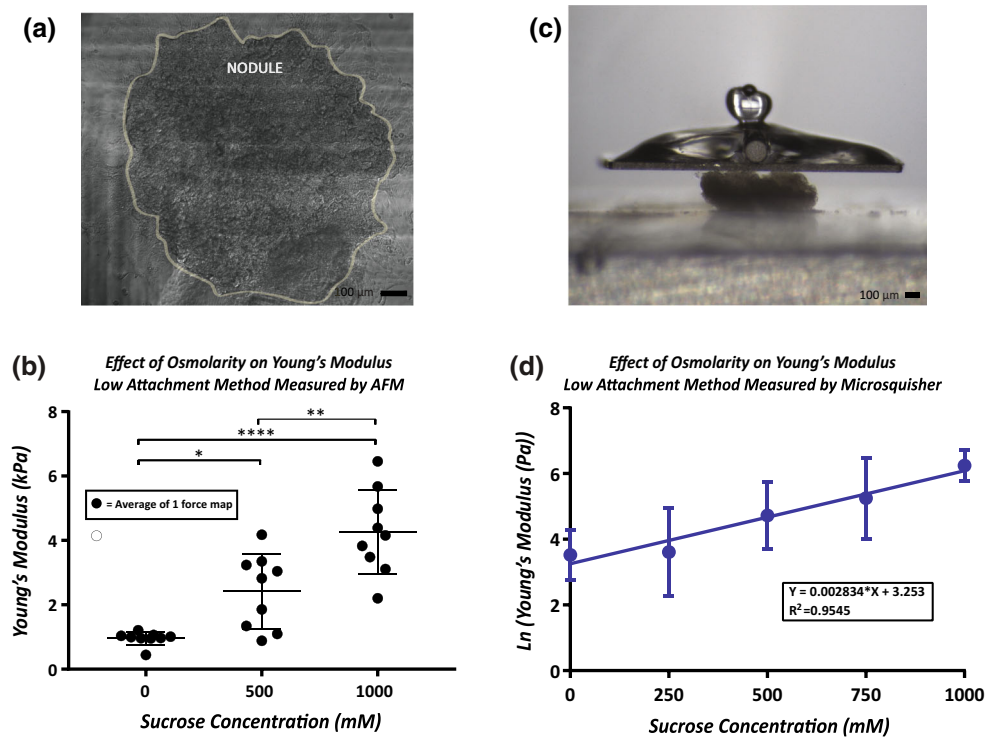 (a)
NODULE
100 µm
(b)
Effect of Osmolarity on Young's Modulus
Low Attachment Method Measured by AFM
Young's Modulus (kPa)
8
6
4
2
0
**
****
*
= Average of 1 force map
0
500
1000
Sucrose Concentration (mM)
(c)
100 µm
(d)
Effect of Osmolarity on Young's Modulus
Low Attachment Method Measured by Microsquisher
Ln (Young's Modulus (Pa))
8
6
4
2
0
Y = 0.002834*X + 3.253
R²=0.9545
0
250
500
750
1000
Sucrose Concentration (mM)